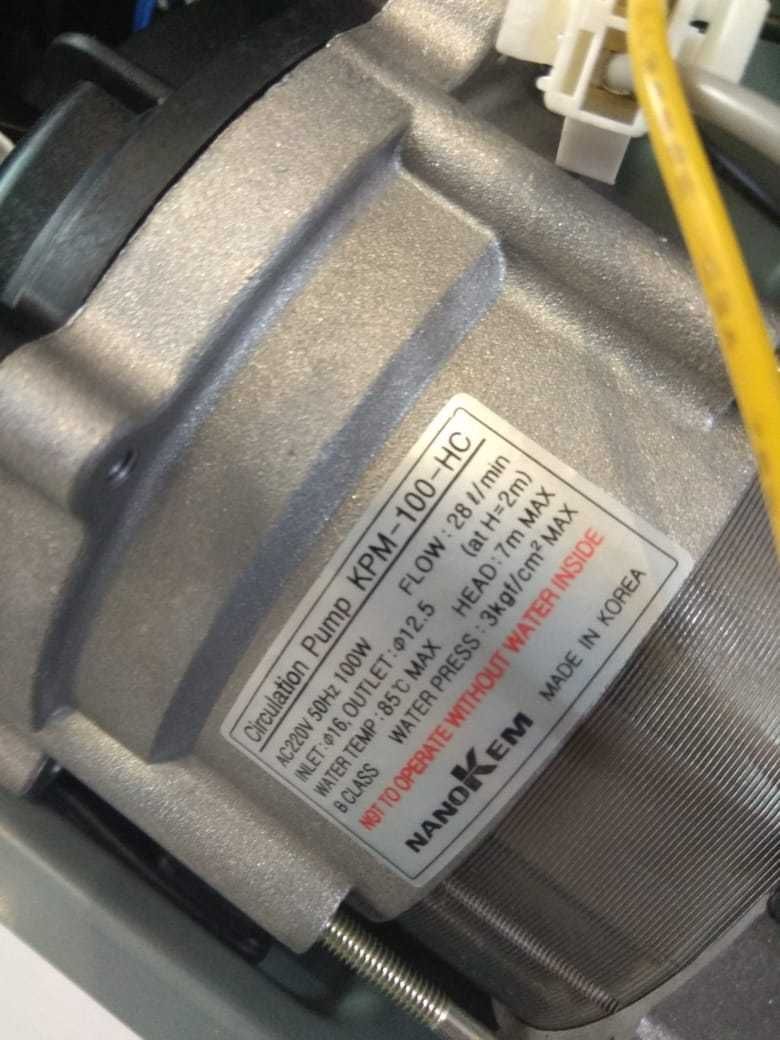 Circulation Pump KPM-100-HC
AC220V 50Hz 100W FLOW : 28 ℓ/min
INLET : φ16, OUTLET : φ12.5 (at H=2m)
WATER TEMP : 85℃ MAX HEAD : 7m MAX
B CLASS WATER PRESS : 3kgf/cm² MAX
NOT TO OPERATE WITHOUT WATER INSIDE
NANOKEM MADE IN KOREA